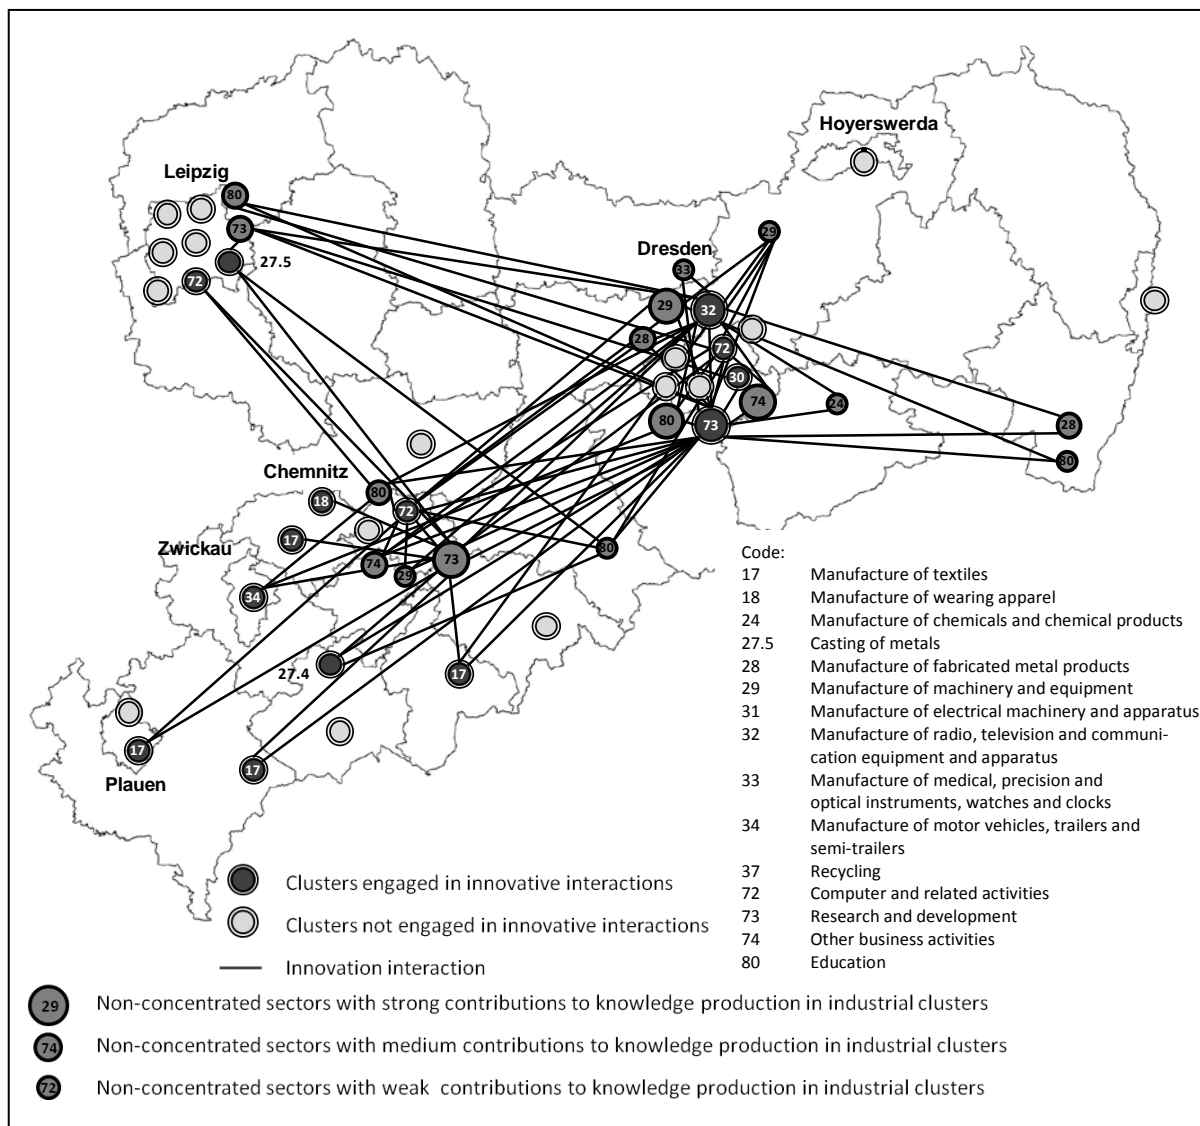 Hoyerswerda
Leipzig
80
73
27.5
72
Dresden
29
33
29
32
28
72
30
74
24
80
73
28
80
Chemnitz
80
18
72
17
Zwickau
74
29
73
80
34
27.4
17
17
Plauen
17
Code:
17 Manufacture of textiles
18 Manufacture of wearing apparel
24 Manufacture of chemicals and chemical products
27.5 Casting of metals
28 Manufacture of fabricated metal products
29 Manufacture of machinery and equipment
31 Manufacture of electrical machinery and apparatus
32 Manufacture of radio, television and communi-
cation equipment and apparatus
33 Manufacture of medical, precision and
optical instruments, watches and clocks
34 Manufacture of motor vehicles, trailers and
semi-trailers
37 Recycling
72 Computer and related activities
73 Research and development
74 Other business activities
80 Education
Clusters engaged in innovative interactions
Clusters not engaged in innovative interactions
Innovation interaction
29 Non-concentrated sectors with strong contributions to knowledge production in industrial clusters
74 Non-concentrated sectors with medium contributions to knowledge production in industrial clusters
72 Non-concentrated sectors with weak contributions to knowledge production in industrial clusters